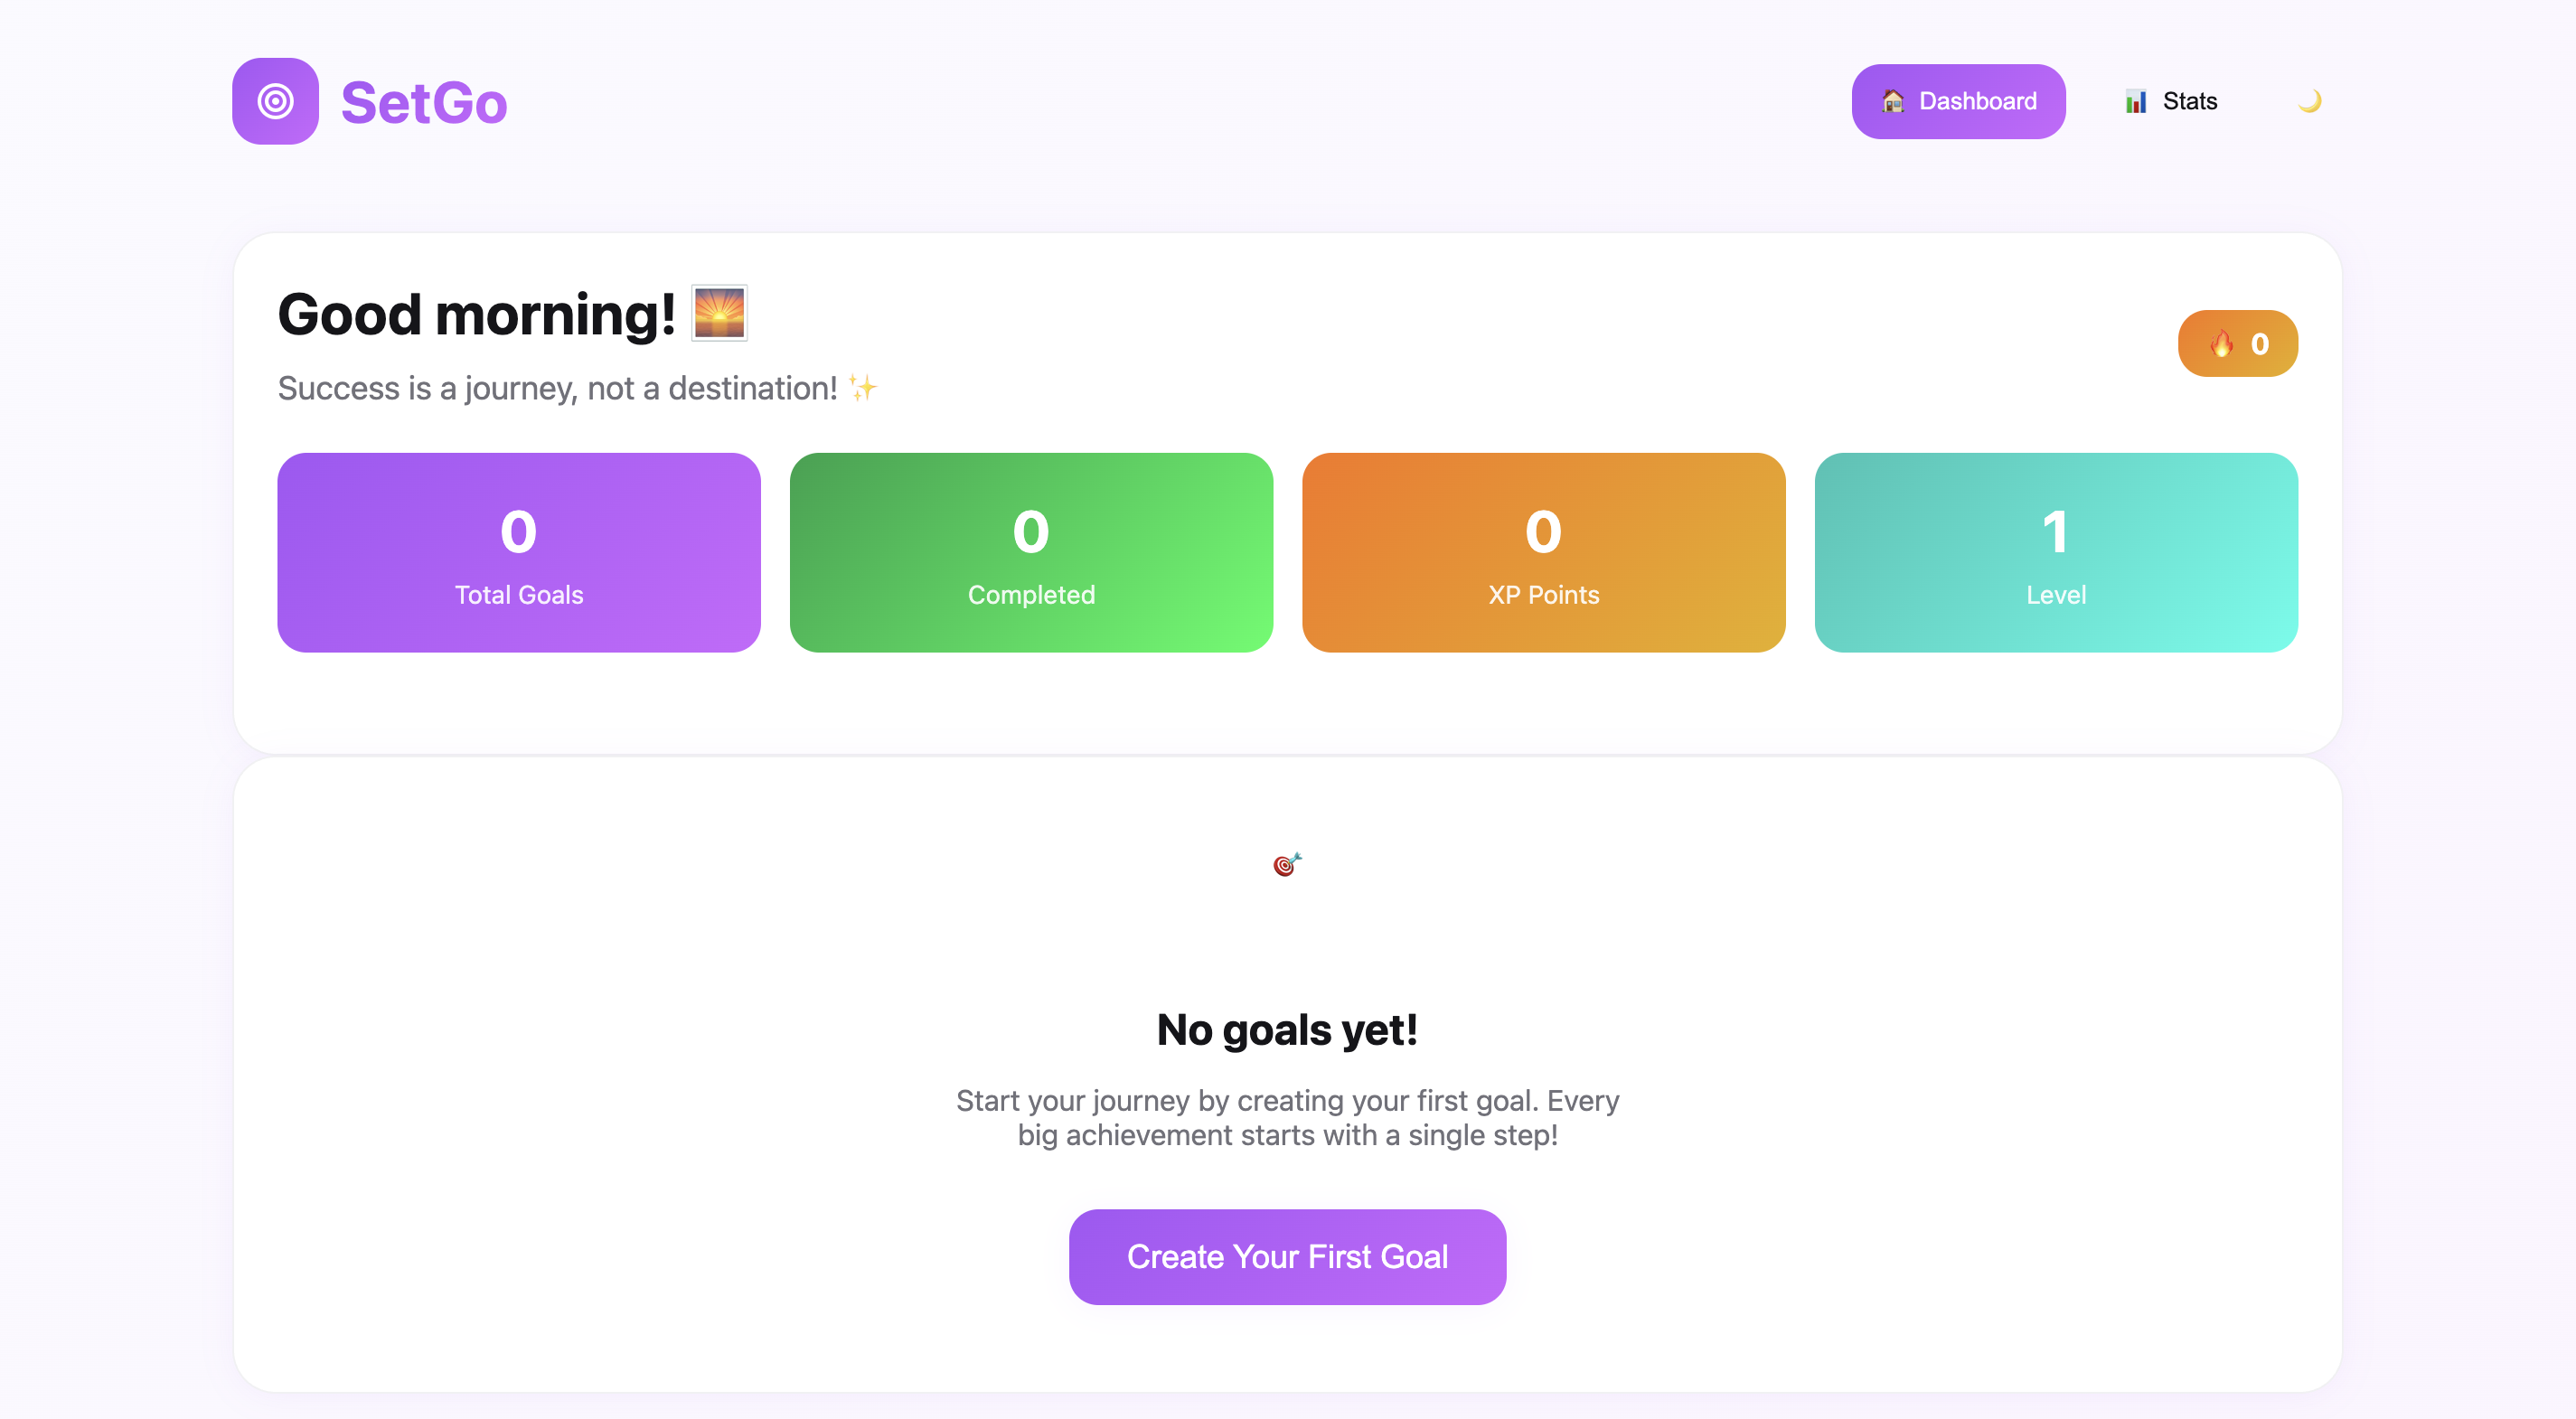 SetGo
Dashboard
Stats
Good morning!
0
Success is a journey, not a destination!
0
Total Goals
0
Completed
0
XP Points
1
Level
No goals yet!
Start your journey by creating your first goal. Every
big achievement starts with a single step!
Create Your First Goal